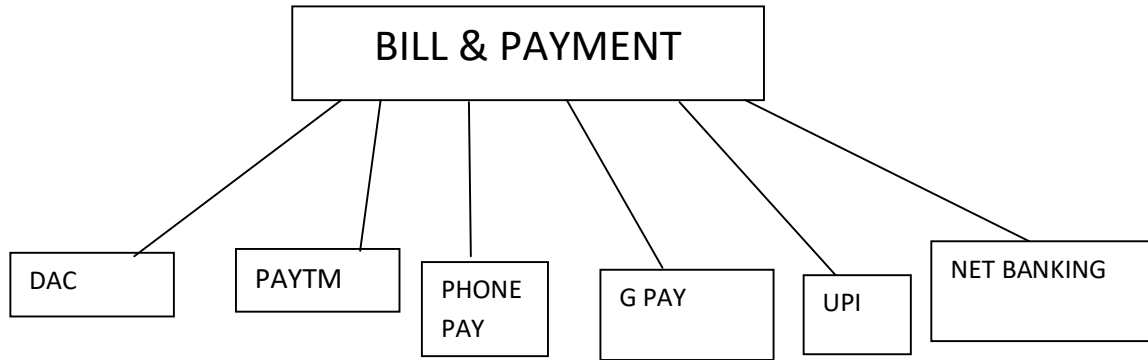 BILL & PAYMENT
DAC
PAYTM
PHONE
PAY
G PAY
UPI
NET BANKING